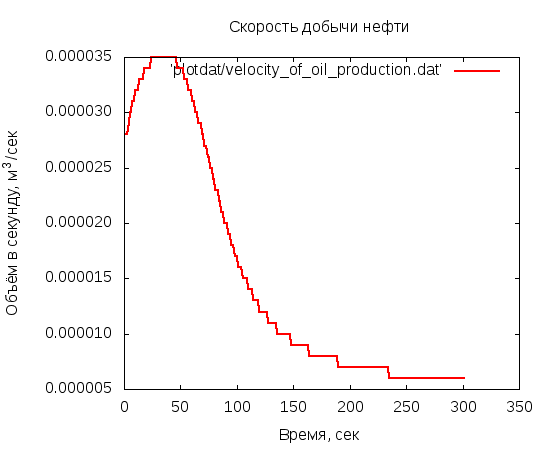 Скорость добычи нефти
'plotdat/velocity_of_oil_production.dat'
Объём в секунду, м³/сек
0.000035
0.000030
0.000025
0.000020
0.000015
0.000010
0.000005
0 50 100 150 200 250 300 350
Время, сек